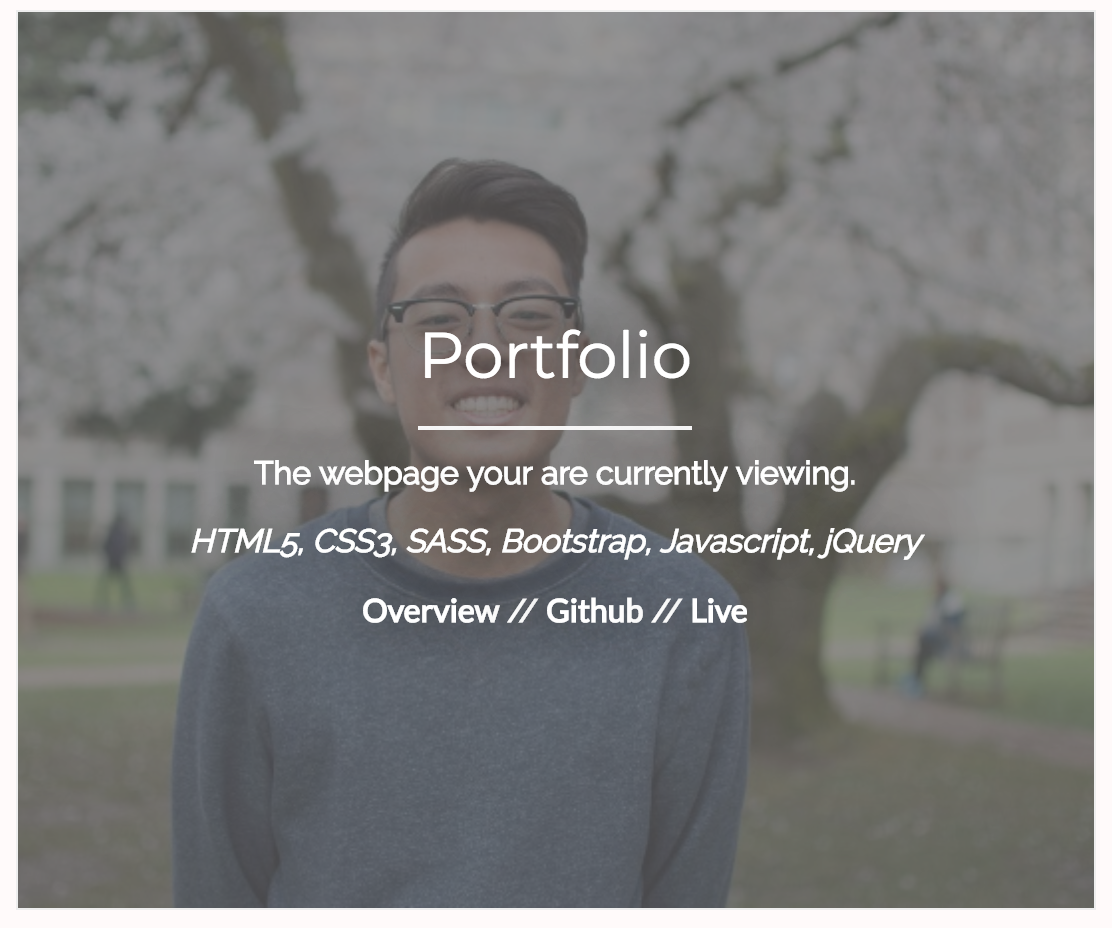 Portfolio
The webpage your are currently viewing.
HTML5, CSS3, SASS, Bootstrap, Javascript, jQuery
Overview // Github // Live